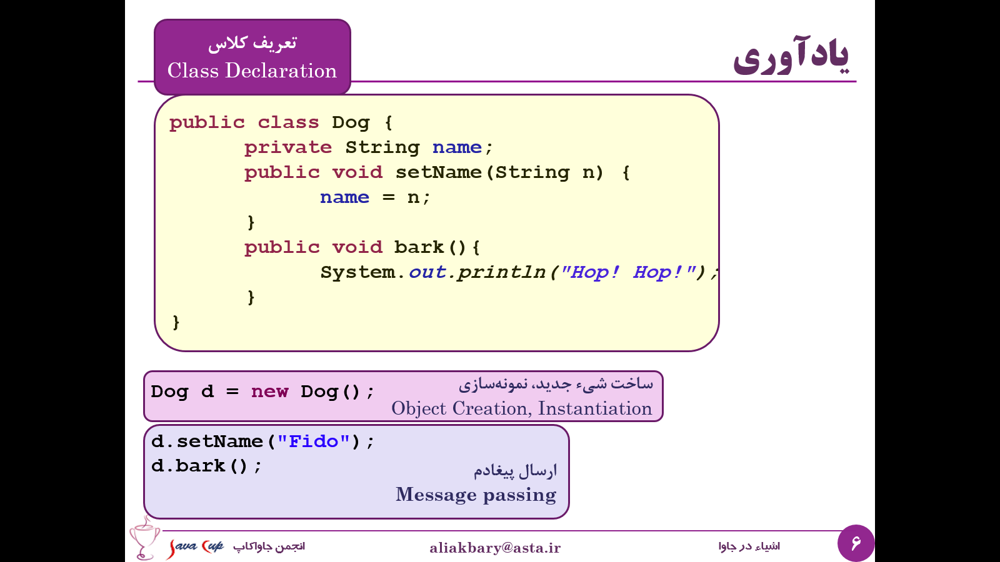 یادآوری
تعریف کلاس
Class Declaration
public class Dog {
private String name;
public void setName(String n) {
name = n;
}
public void bark(){
System.out.println("Hop! Hop!");
}
}
Dog d = new Dog();
ساخت شیء جدید، نمونه‌سازی
Object Creation, Instantiation
d.setName("Fido");
d.bark();
ارسال پیغادم
Message passing
Java Cup
انجمن جاواکاپ
aliakbary@asta.ir
اشیاء در جاوا
۶